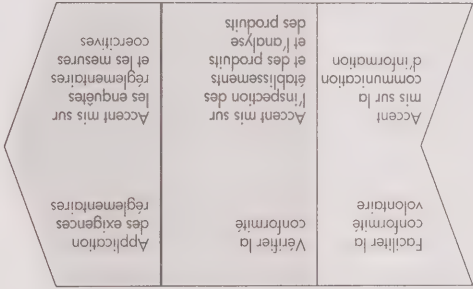 Faciliter la
conformité
volontaire
Vérifier la
conformité
Application
des exigences
réglementaires
Accent
mis sur la
communication
d'information
Accent mis sur
l'inspection des
établissements
et des produits
et l'analyse
des produits
Accent mis sur
les enquêtes
réglementaires
et les mesures
coercitives